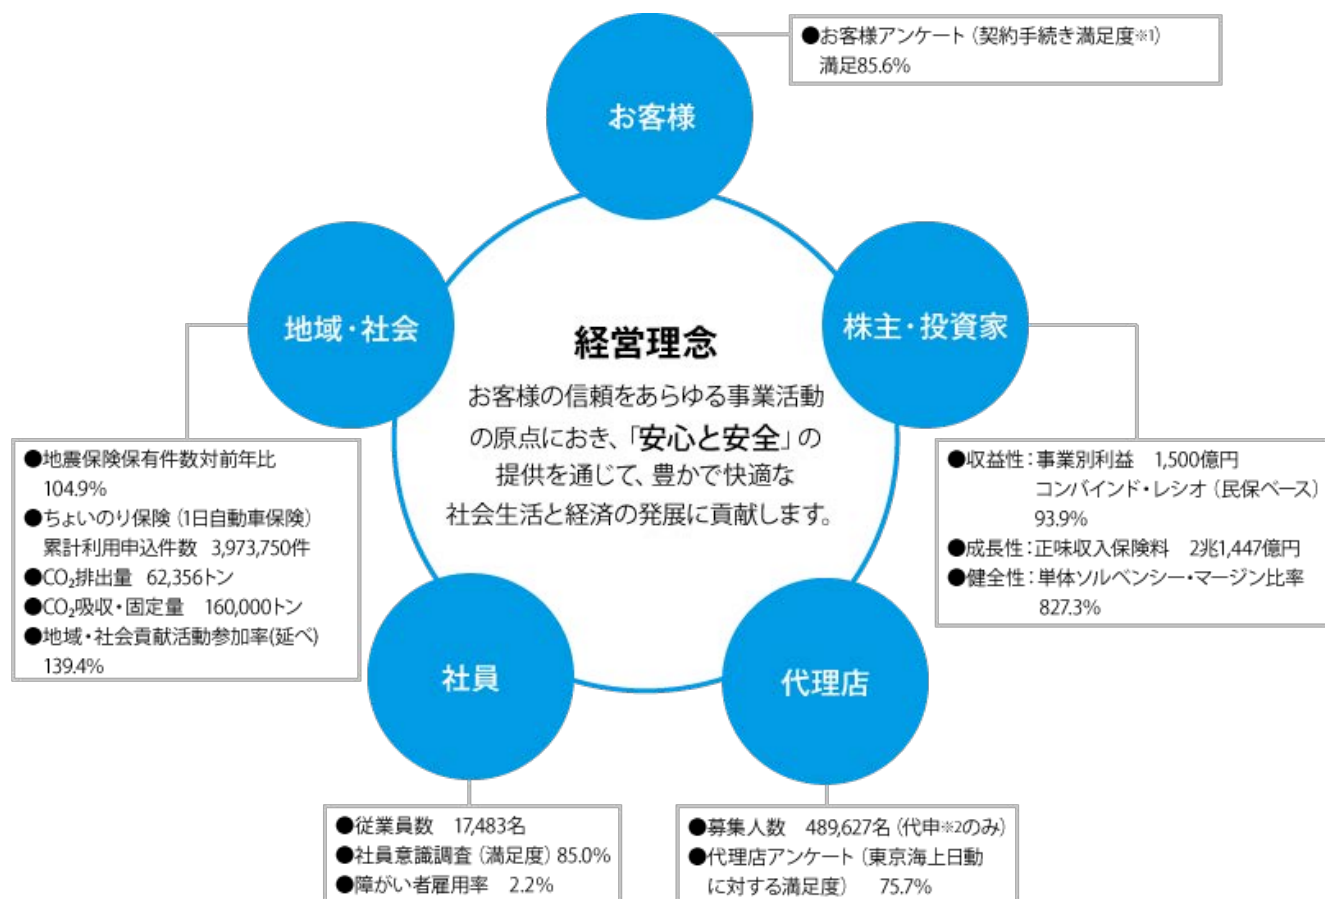 ●お客様アンケート（契約手続き満足度※1）
満足85.6%
お客様
地域・社会
株主・投資家
経営理念
お客様の信頼をあらゆる事業活動
の原点におき、「安心と安全」の
提供を通じて、豊かで快適な
社会生活と経済の発展に貢献します。
●地震保険保有件数対前年比
104.9%
●ちょいのり保険（1日自動車保険）
累計利用申込件数　3,973,750件
●CO₂排出量　62,356トン
●CO₂吸収・固定量　160,000トン
●地域・社会貢献活動参加率(延べ)
139.4%
●収益性：事業別利益　1,500億円
コンバインド・レシオ（民保ベース）
93.9%
●成長性：正味収入保険料　2兆1,447億円
●健全性：単体ソルベンシー・マージン比率
827.3%
社員
代理店
●従業員数　17,483名
●社員意識調査（満足度）85.0%
●障がい者雇用率　2.2%
●募集人数　489,627名（代申※2のみ）
●代理店アンケート（東京海上日動
に対する満足度）　75.7%